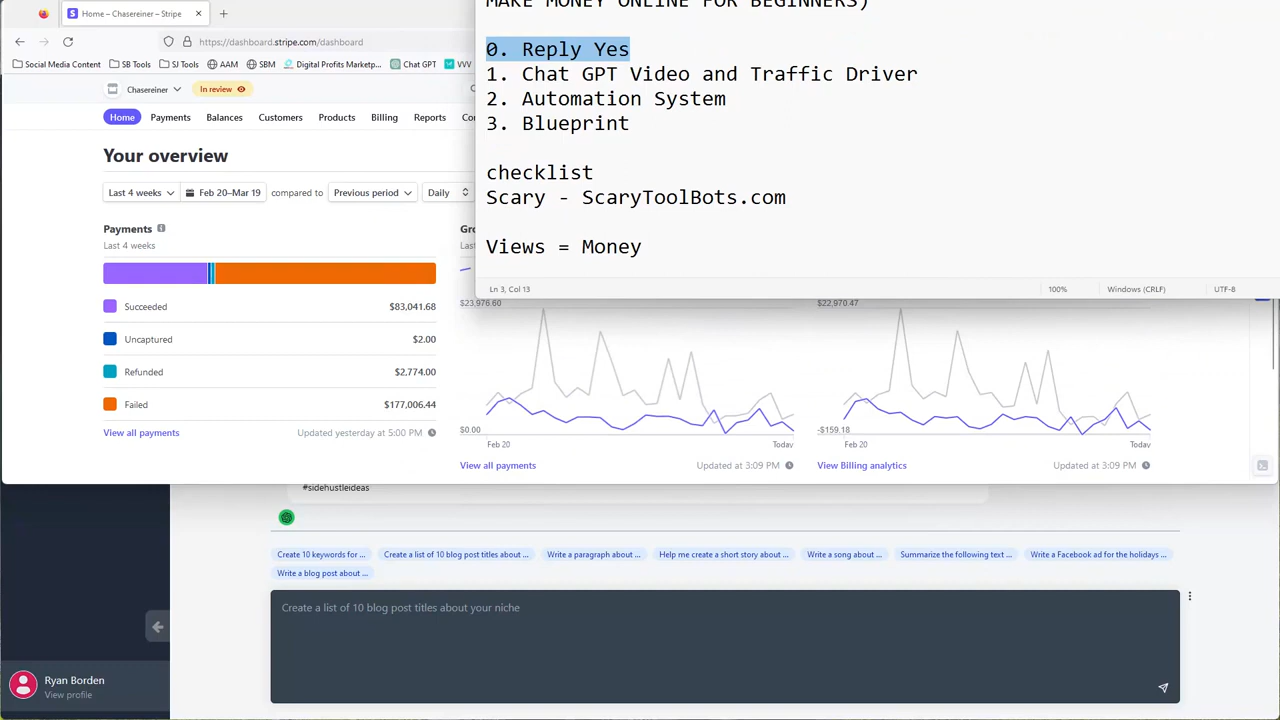 Home – Chasereiner – Stripe
https://dashboard.stripe.com/dashboard
Social Media Content
SB Tools
SJ Tools
AAM
SBM
Digital Profits Marketp...
Chat GPT
VVV
Chasereiner
In review
Home
Payments
Balances
Customers
Products
Billing
Reports
Your overview
Last 4 weeks
Feb 20–Mar 19
compared to
Previous period
Daily
Payments
Last 4 weeks
Succeeded
$83,041.68
Uncaptured
$2.00
Refunded
$2,774.00
Failed
$177,006.44
View all payments
Updated yesterday at 5:00 PM
MAKE MONEY ONLINE FOR BEGINNERS)
0. Reply Yes
1. Chat GPT Video and Traffic Driver
2. Automation System
3. Blueprint
checklist
Scary - ScaryToolBots.com
Views = Money
Ln 3, Col 13
100%
Windows (CRLF)
UTF-8
$23,976.60
$0.00
Feb 20
Today
View all payments
Updated at 3:09 PM
$22,970.47
-$159.18
Feb 20
Today
View Billing analytics
Updated at 3:09 PM
#sidehustleideas
Create 10 keywords for ...
Create a list of 10 blog post titles about ...
Write a paragraph about ...
Help me create a short story about ...
Write a song about ...
Summarize the following text ...
Write a Facebook ad for the holidays ...
Write a blog post about ...
Create a list of 10 blog post titles about your niche
Ryan Borden
View profile